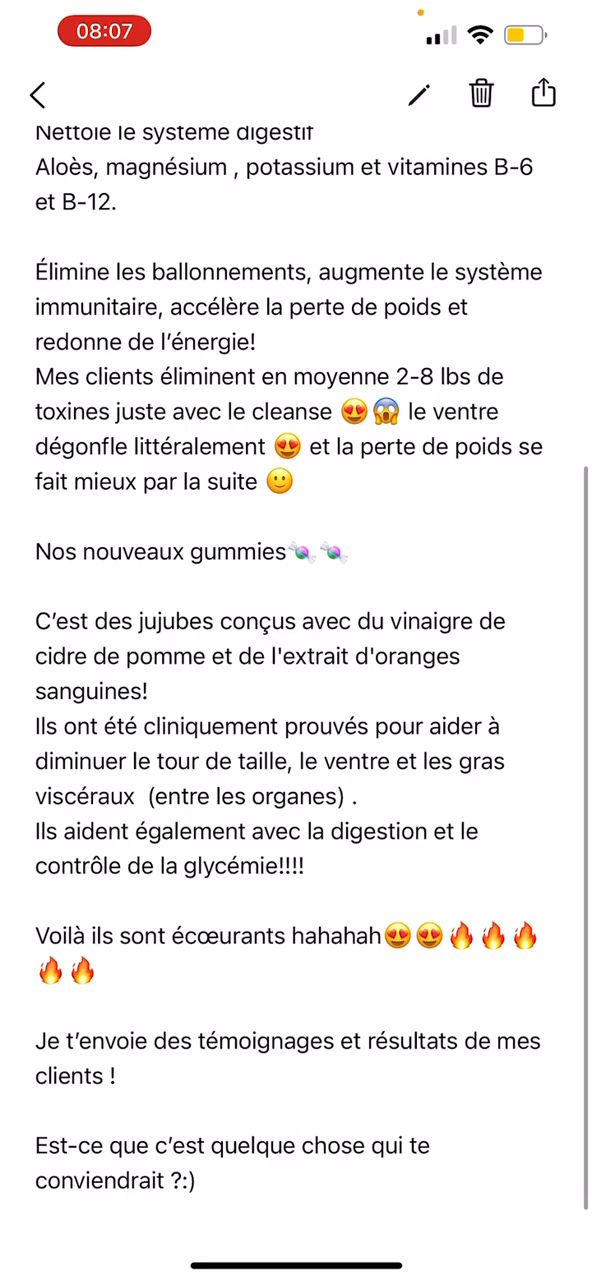 08:07
Nettoie le système digestif
Aloès, magnésium , potassium et vitamines B-6
et B-12.
Élimine les ballonnements, augmente le système
immunitaire, accélère la perte de poids et
redonne de l’énergie!
Mes clients éliminent en moyenne 2-8 lbs de
toxines juste avec le cleanse 😍😱 le ventre
dégonfle littéralement 😍 et la perte de poids se
fait mieux par la suite 🙂
Nos nouveaux gummies🍬🍬
C’est des jujubes conçus avec du vinaigre de
cidre de pomme et de l'extrait d'oranges
sanguines!
Ils ont été cliniquement prouvés pour aider à
diminuer le tour de taille, le ventre et les gras
viscéraux  (entre les organes) .
Ils aident également avec la digestion et le
contrôle de la glycémie!!!!
Voilà ils sont écœurants hahahah😍😍🔥🔥🔥
🔥🔥
Je t’envoie des témoignages et résultats de mes
clients !
Est-ce que c’est quelque chose qui te
conviendrait ?:)